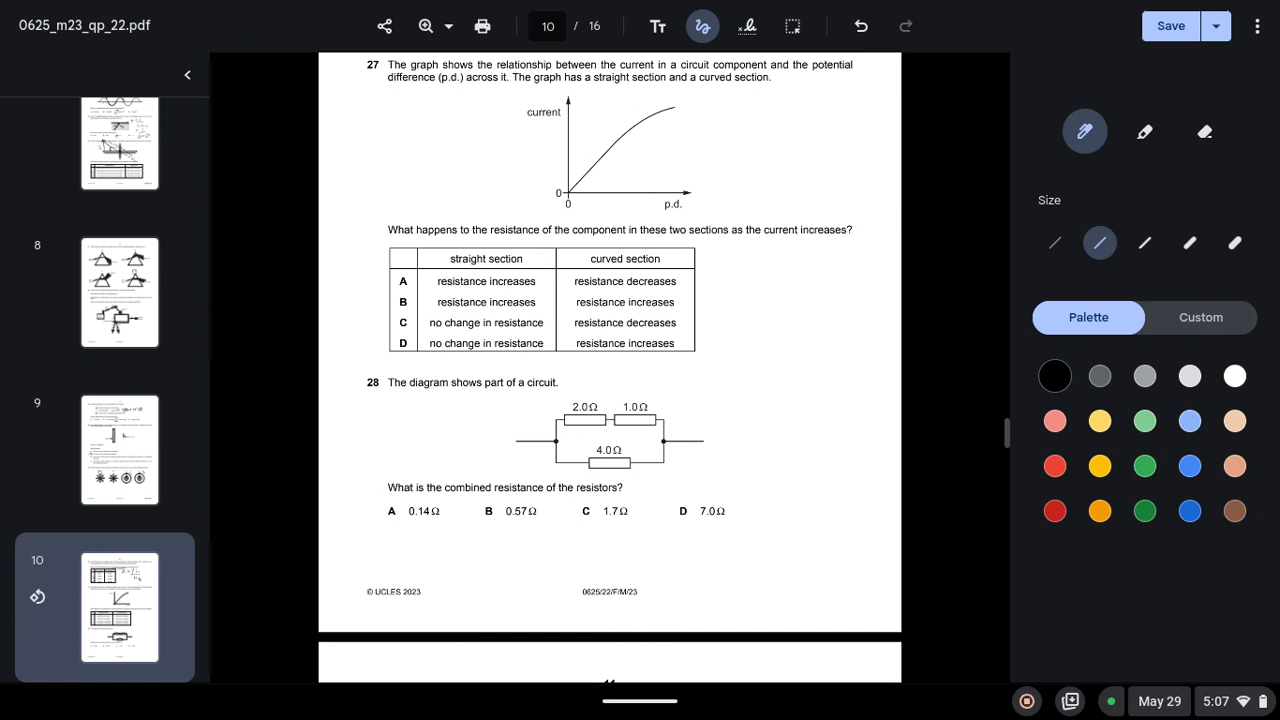 0625_m23_qp_22.pdf
10 / 16
Tт
Save
27 The graph shows the relationship between the current in a circuit component and the potential
difference (p.d.) across it. The graph has a straight section and a curved section.
current
0
0
p.d.
What happens to the resistance of the component in these two sections as the current increases?
straight section curved section
A resistance increases resistance decreases
B resistance increases resistance increases
C no change in resistance resistance decreases
D no change in resistance resistance increases
28 The diagram shows part of a circuit.
2.0Ω 1.0Ω
4.0Ω
What is the combined resistance of the resistors?
A 0.14Ω B 0.57Ω C 1.7Ω D 7.0Ω
© UCLES 2023 0625/22/F/M/23
8
9
10
Size
Palette Custom
May 29 5:07